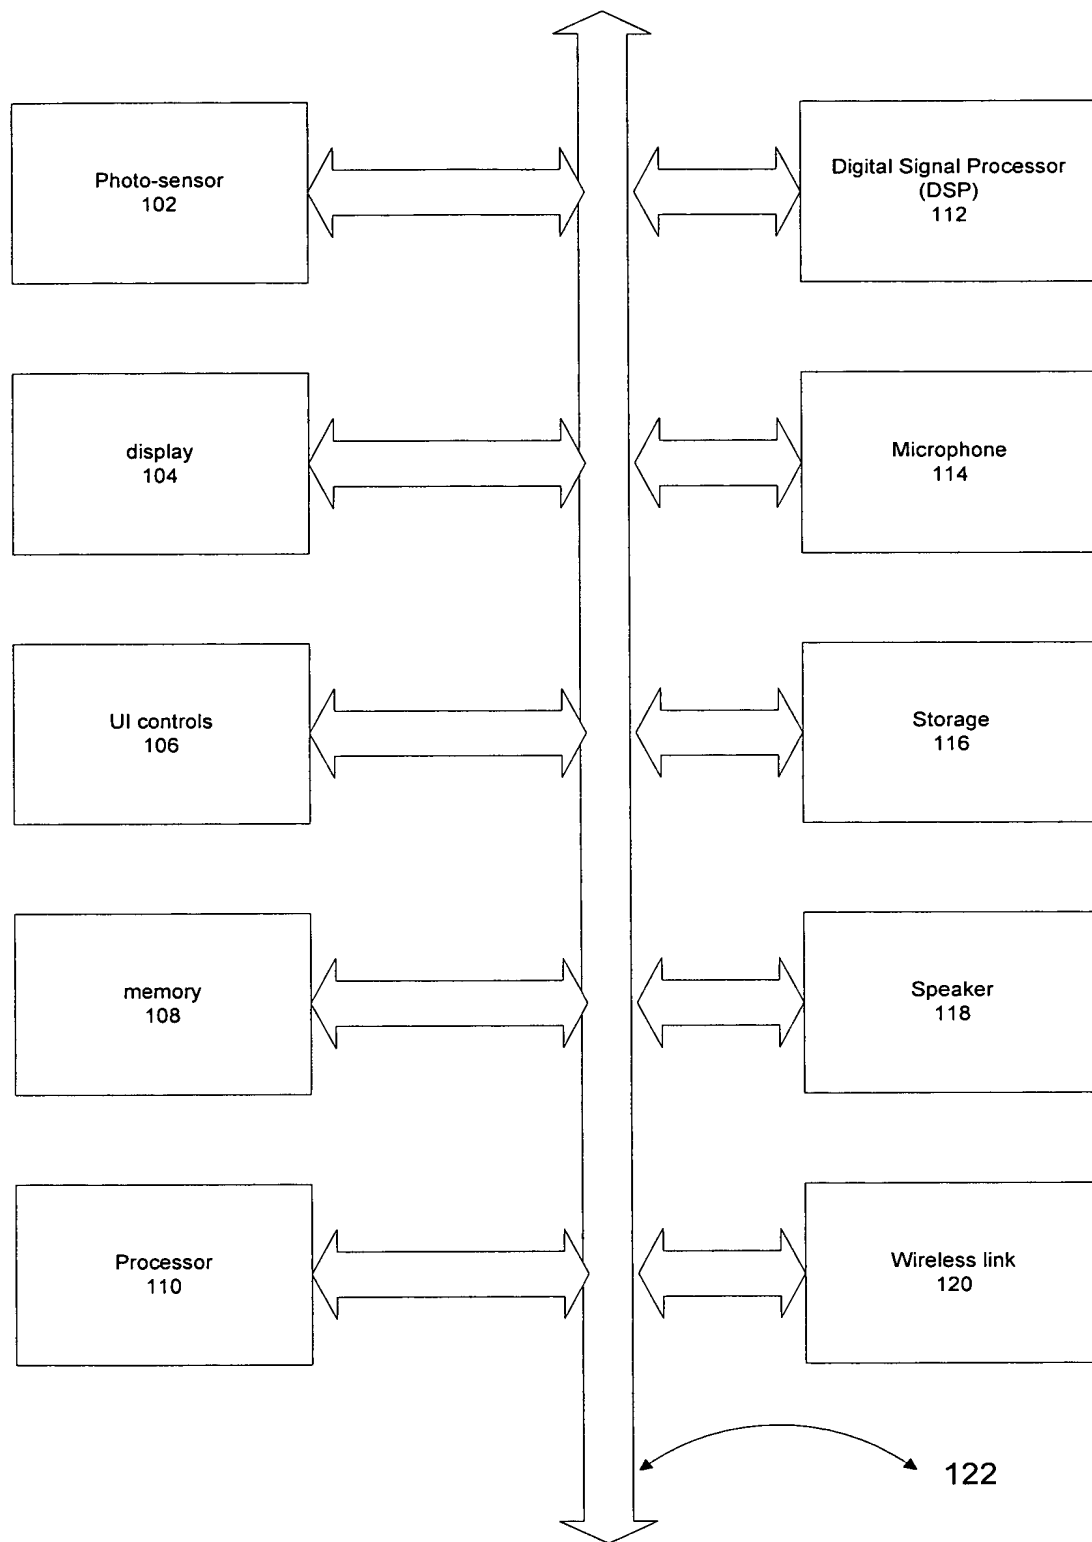 Photo-sensor
102
Digital Signal Processor
(DSP)
112
display
104
Microphone
114
UI controls
106
Storage
116
memory
108
Speaker
118
Processor
110
Wireless link
120
122